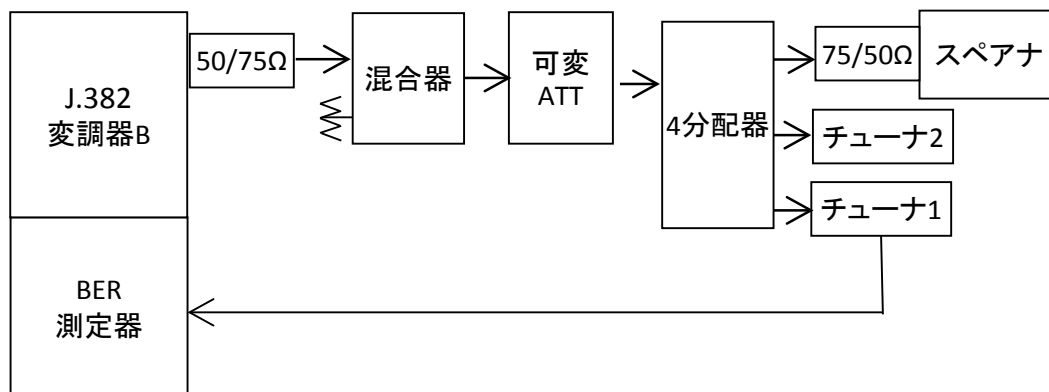 J.382
変調器B
50/75Ω
混合器
可変
ATT
4分配器
75/50Ω
スペアナ
チューナ2
チューナ1
BER
測定器